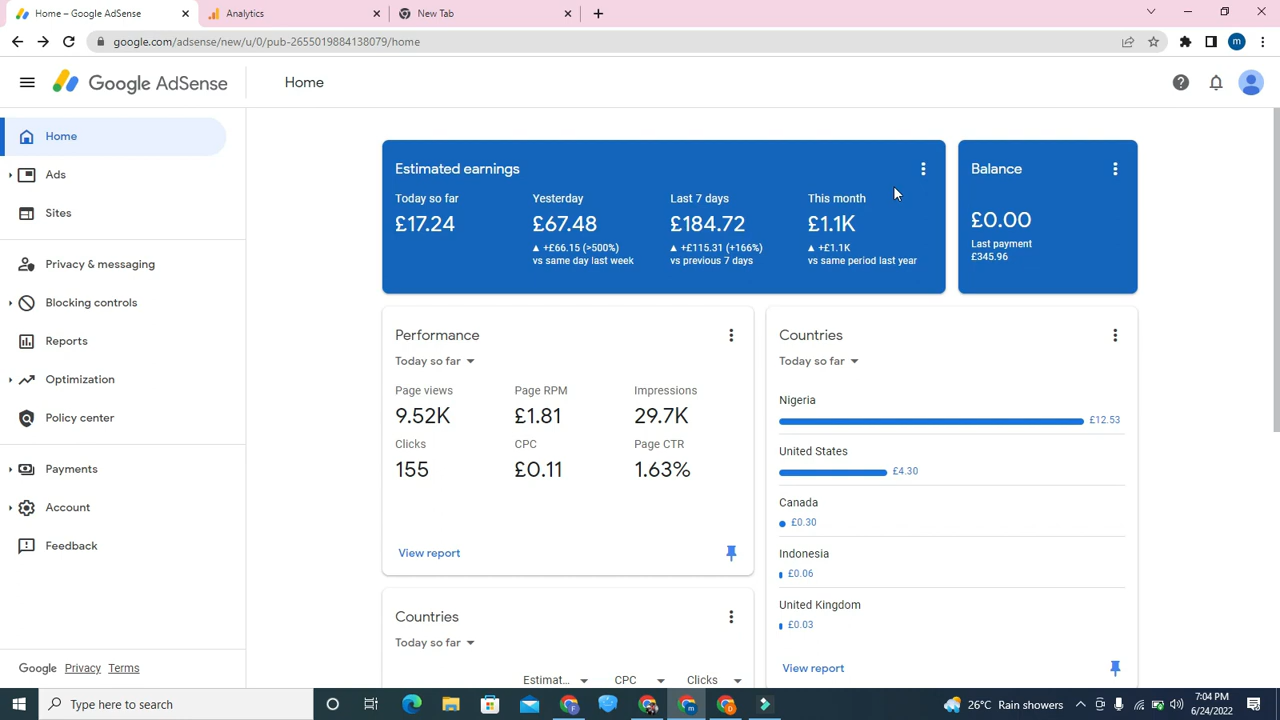 Home – Google AdSense
Analytics
New Tab
google.com/adsense/new/u/0/pub-2655019884138079/home
m
Google AdSense
Home
Home
Ads
Sites
Privacy & messaging
Blocking controls
Reports
Optimization
Policy center
Payments
Account
Feedback
Google Privacy Terms
Estimated earnings
Today so far
£17.24
Yesterday
£67.48
+£66.15 (>500%)
vs same day last week
Last 7 days
£184.72
+£115.31 (+166%)
vs previous 7 days
This month
£1.1K
+£1.1K
vs same period last year
Balance
£0.00
Last payment
£345.96
Performance
Today so far
Page views
9.52K
Page RPM
£1.81
Impressions
29.7K
Clicks
155
CPC
£0.11
Page CTR
1.63%
View report
Countries
Today so far
Nigeria
£12.53
United States
£4.30
Canada
£0.30
Indonesia
£0.06
United Kingdom
£0.03
View report
Countries
Today so far
Estimat... CPC Clicks
Type here to search
26°C Rain showers
7:04 PM
6/24/2022